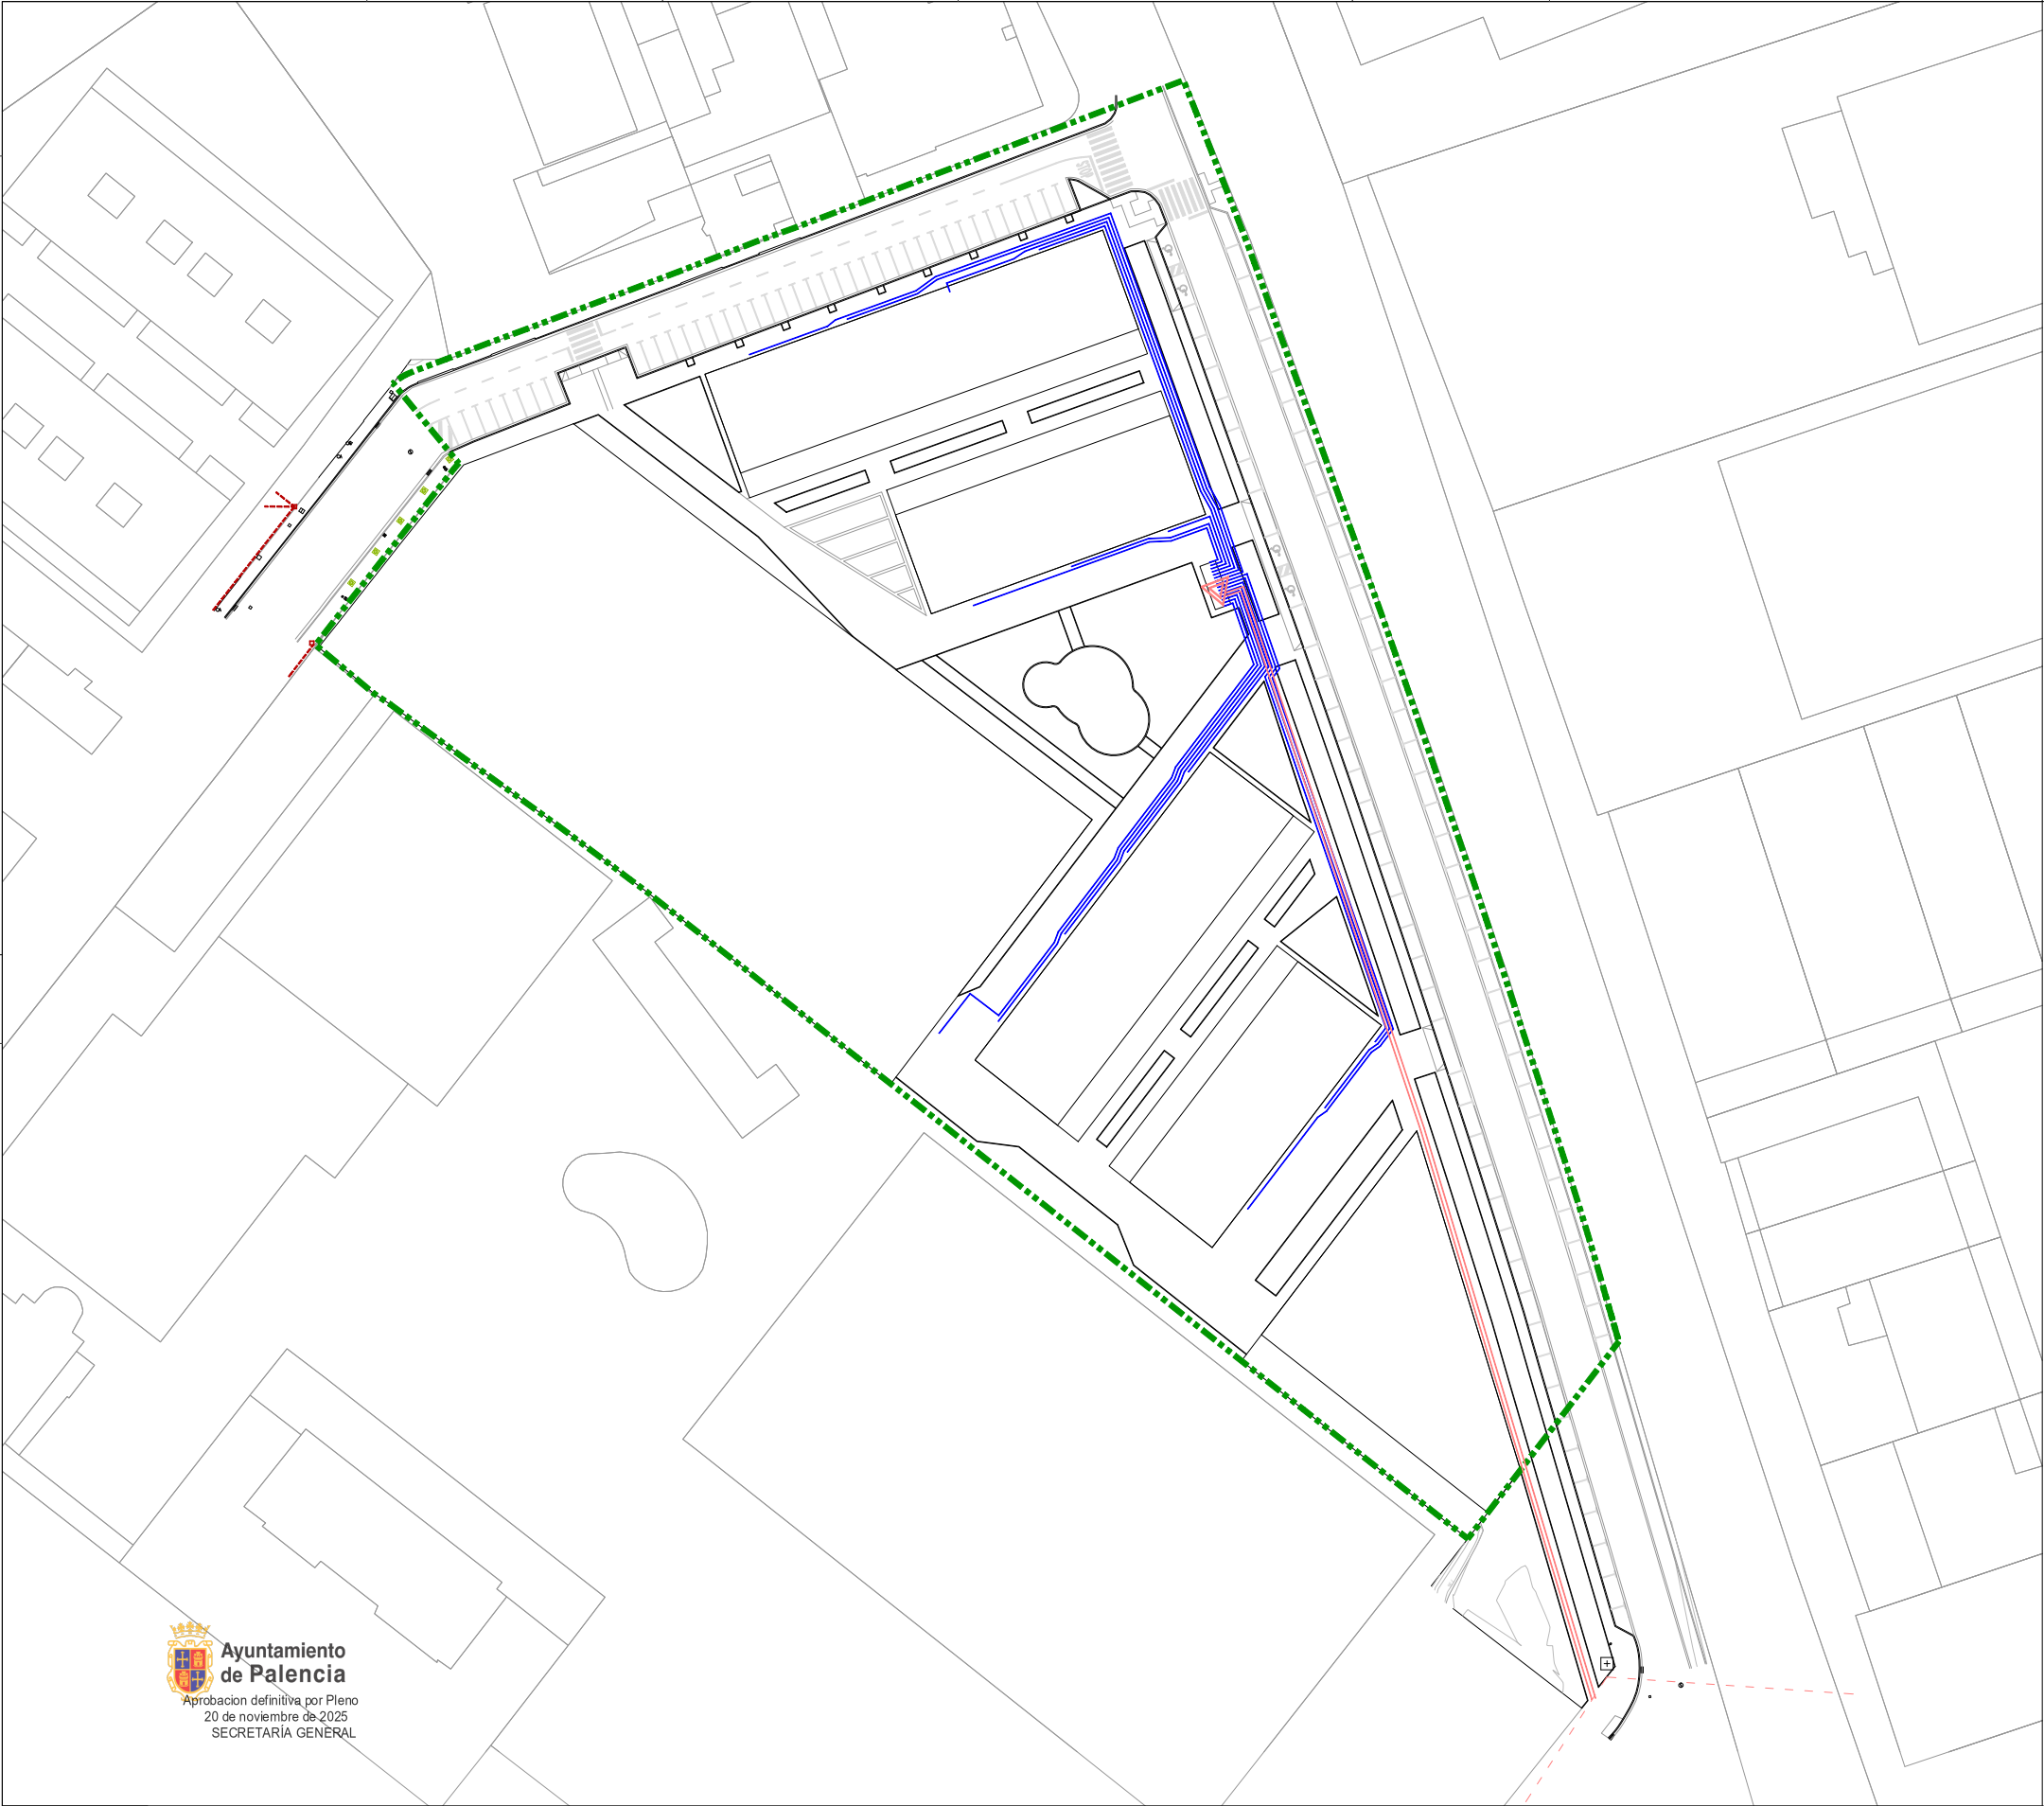 Ayuntamiento
de Palencia
Aprobacion definitiva por Pleno
20 de noviembre de 2025
SECRETARÍA GENERAL